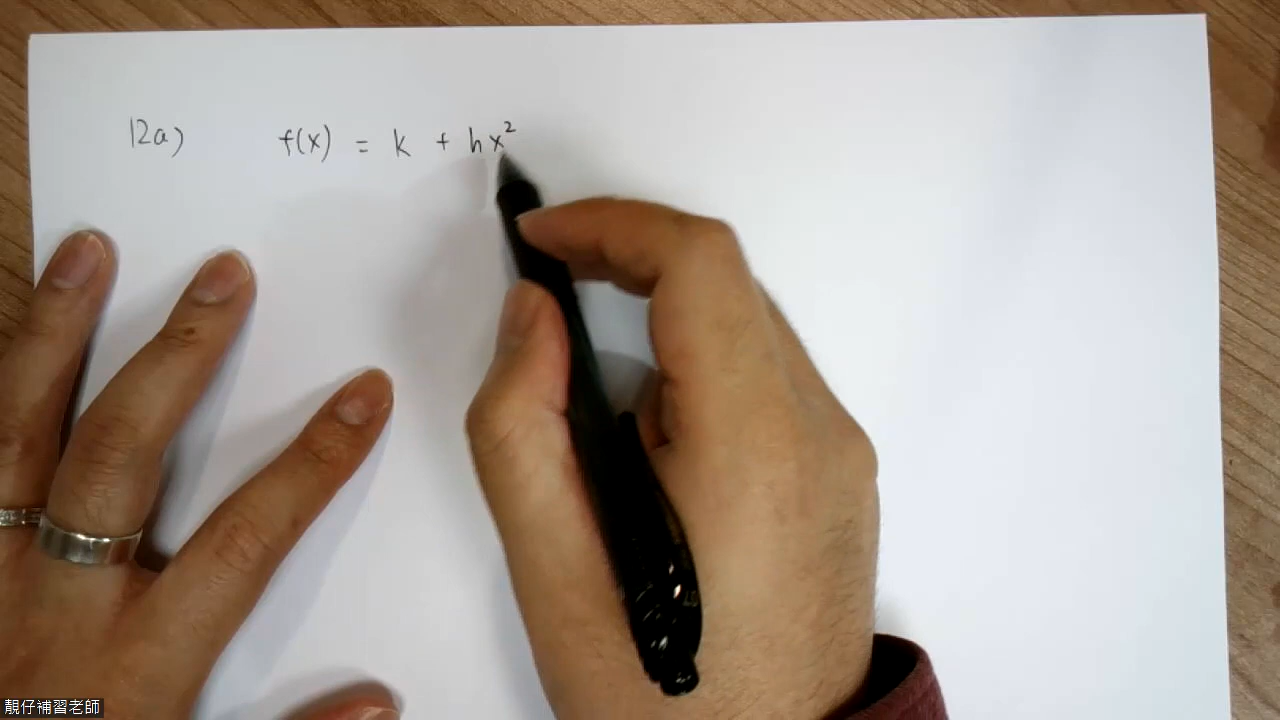 12a) f(x) = k + hx²
靚仔補習老師